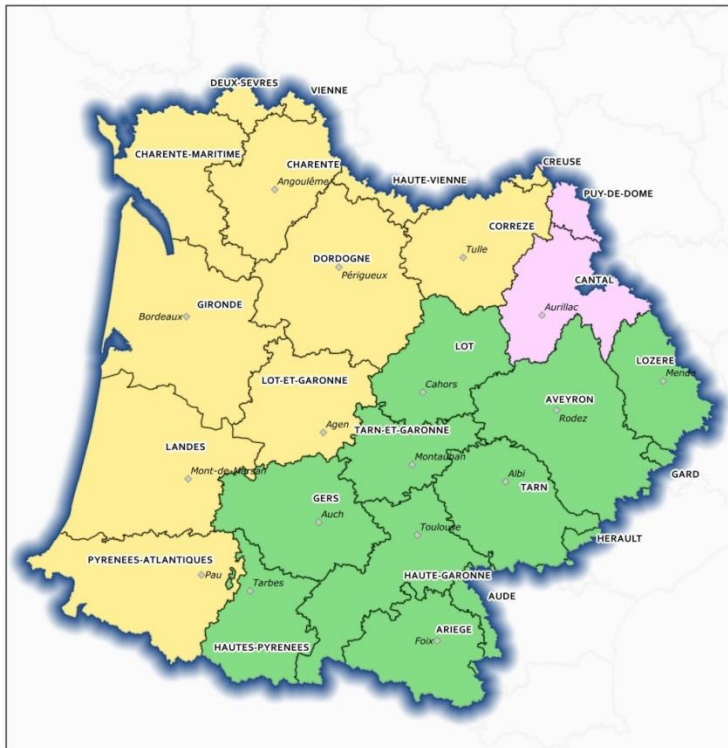 DEUX-SEVRES
VIENNE
CHARENTE-MARITIME
CHARENTE
Angoulême
HAUTE-VIENNE
CREUSE
PUY-DE-DOME
CORREZE
Tulle
DORDOGNE
Périgueux
CANTAL
Aurillac
GIRONDE
Bordeaux
LOT
LOZERE
Mende
LOT-ET-GARONNE
Cahors
AVEYRON
Rodez
Agen
TARN-ET-GARONNE
LANDES
Mont-de-Marsan
Montauban
Albi
TARN
GARD
GERS
Auch
Toulouse
HERAULT
PYRENEES-ATLANTIQUES
Pau
Tarbes
HAUTE-GARONNE
AUDE
ARIEGE
Foix
HAUTES-PYRENEES